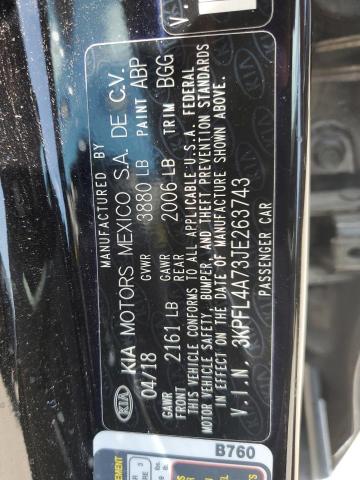 KIA
KIA MOTORS MEXICO S.A. DE C.V.
MANUFACTURED BY
04/18 GVWR 3880 LB PAINT ABP
GAWR FRONT 2161 LB GAWR REAR 2006 LB TRIM BGG
THIS VEHICLE CONFORMS TO ALL APPLICABLE U.S.A. FEDERAL
MOTOR VEHICLE SAFETY, BUMPER, AND THEFT PREVENTION STANDARDS
IN EFFECT ON THE DATE OF MANUFACTURE SHOWN ABOVE.
V.I.N. 3KPFL4A73JE263743
PASSENGER CAR
B760